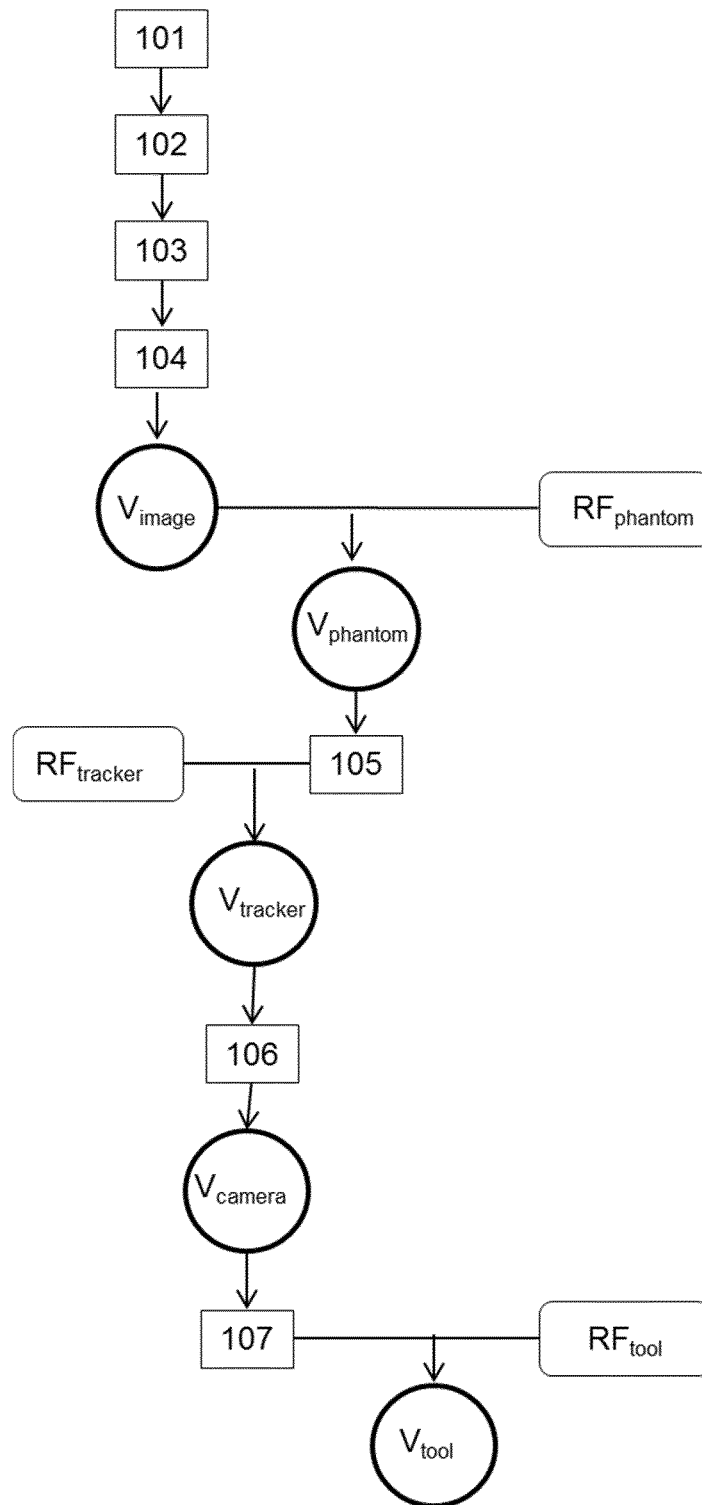 101
102
103
104
V_image
RF_phantom
V_phantom
RF_tracker
105
V_tracker
106
V_camera
107
RF_tool
V_tool